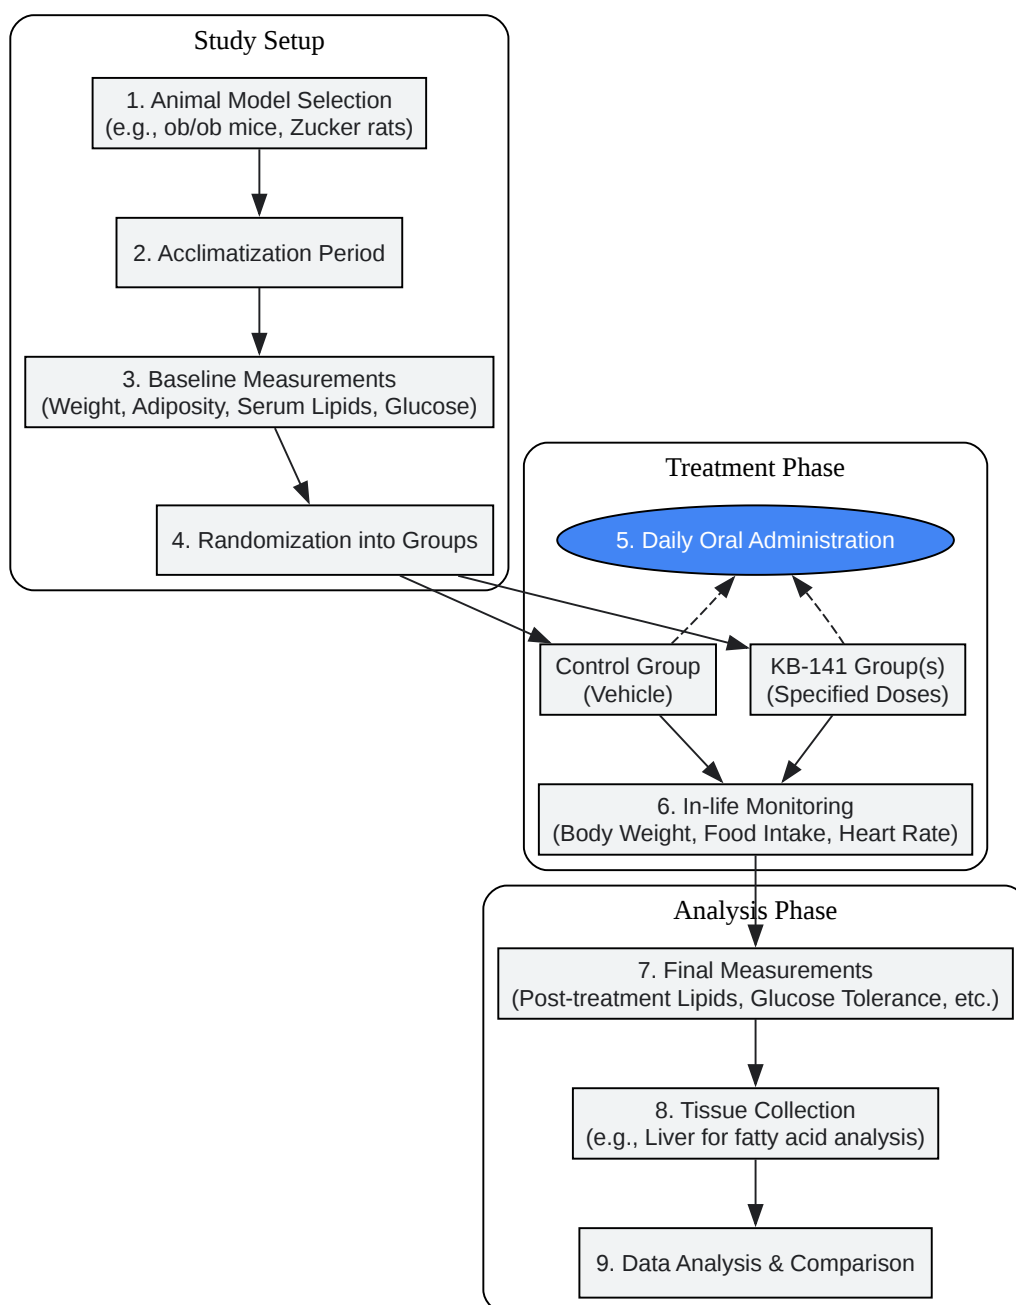 Study Setup
1. Animal Model Selection
(e.g., ob/ob mice, Zucker rats)
2. Acclimatization Period
3. Baseline Measurements
(Weight, Adiposity, Serum Lipids, Glucose)
4. Randomization into Groups
Treatment Phase
5. Daily Oral Administration
Control Group
(Vehicle)
KB-141 Group(s)
(Specified Doses)
6. In-life Monitoring
(Body Weight, Food Intake, Heart Rate)
Analysis Phase
7. Final Measurements
(Post-treatment Lipids, Glucose Tolerance, etc.)
8. Tissue Collection
(e.g., Liver for fatty acid analysis)
9. Data Analysis & Comparison